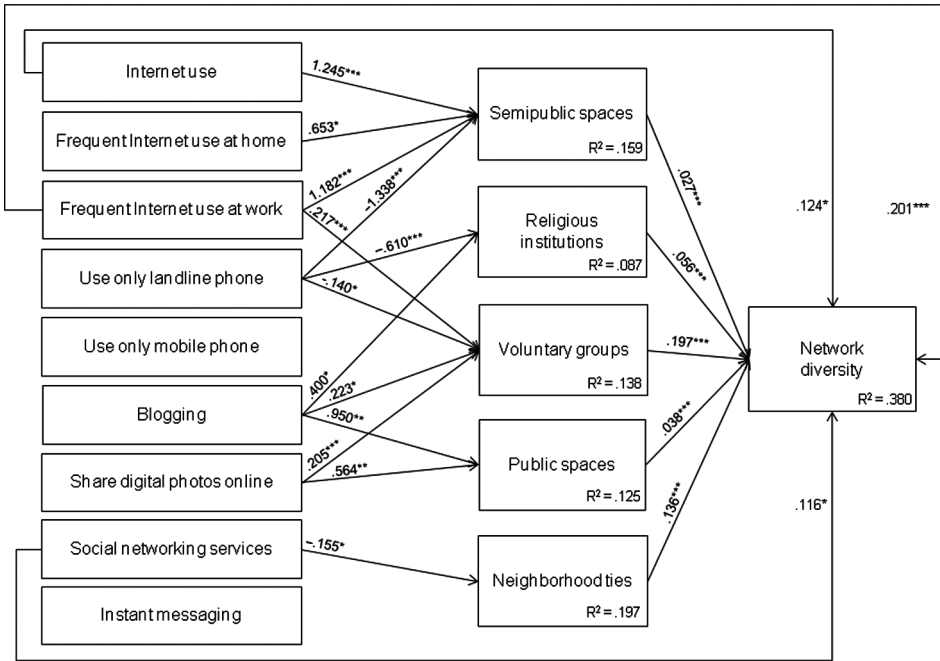 Internet use
Frequent Internet use at home
Frequent Internet use at work
Use only landline phone
Use only mobile phone
Blogging
Share digital photos online
Social networking services
Instant messaging
1.245***
.653*
1.182***
.217***
-1.338***
-.610***
-.140*
.400*
.223*
.950**
.205***
.564**
-.155*
Semipublic spaces
R² = .159
Religious
institutions
R² = .087
Voluntary groups
R² = .138
Public spaces
R² = .125
Neighborhood ties
R² = .197
.027***
.056***
.197***
.038***
.136***
.124*
.201***
.116*
Network
diversity
R² = .380